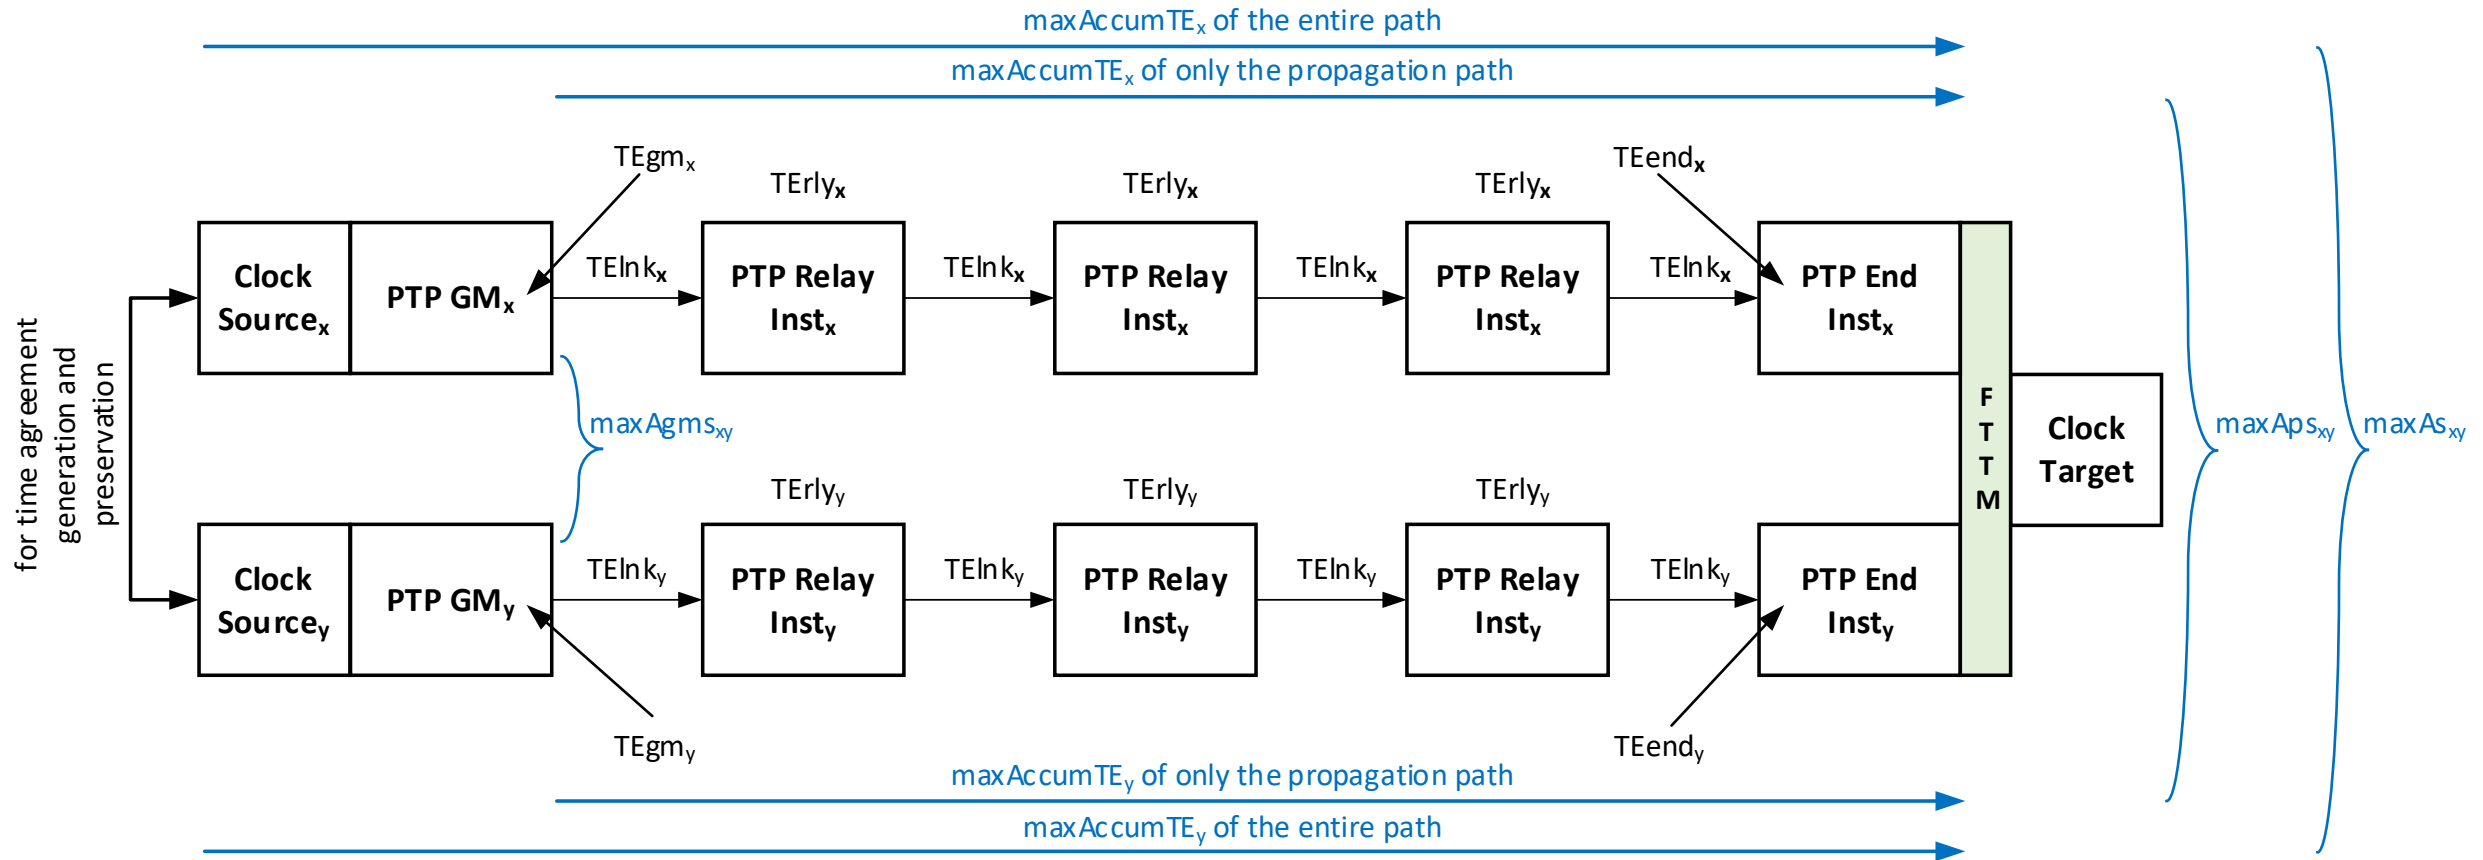 maxAccumTEx of the entire path
maxAccumTEx of only the propagation path
TEgmx
TEendx
TErlyx
TErlyx
TErlyx
Clock
Sourcex
PTP GMx
TElnkx
PTP Relay
Instx
TElnkx
PTP Relay
Instx
TElnkx
PTP Relay
Instx
TElnkx
PTP End
Instx
for time agreement
generation and
preservation
maxAgmsxy
F
T
T
M
Clock
Target
maxApsxy
maxAsxy
TErlyy
TErlyy
TErlyy
Clock
Sourcey
PTP GMy
TElnky
PTP Relay
Insty
TElnky
PTP Relay
Insty
TElnky
PTP Relay
Insty
TElnky
PTP End
Insty
TEgmy
TEendy
maxAccumTEy of only the propagation path
maxAccumTEy of the entire path